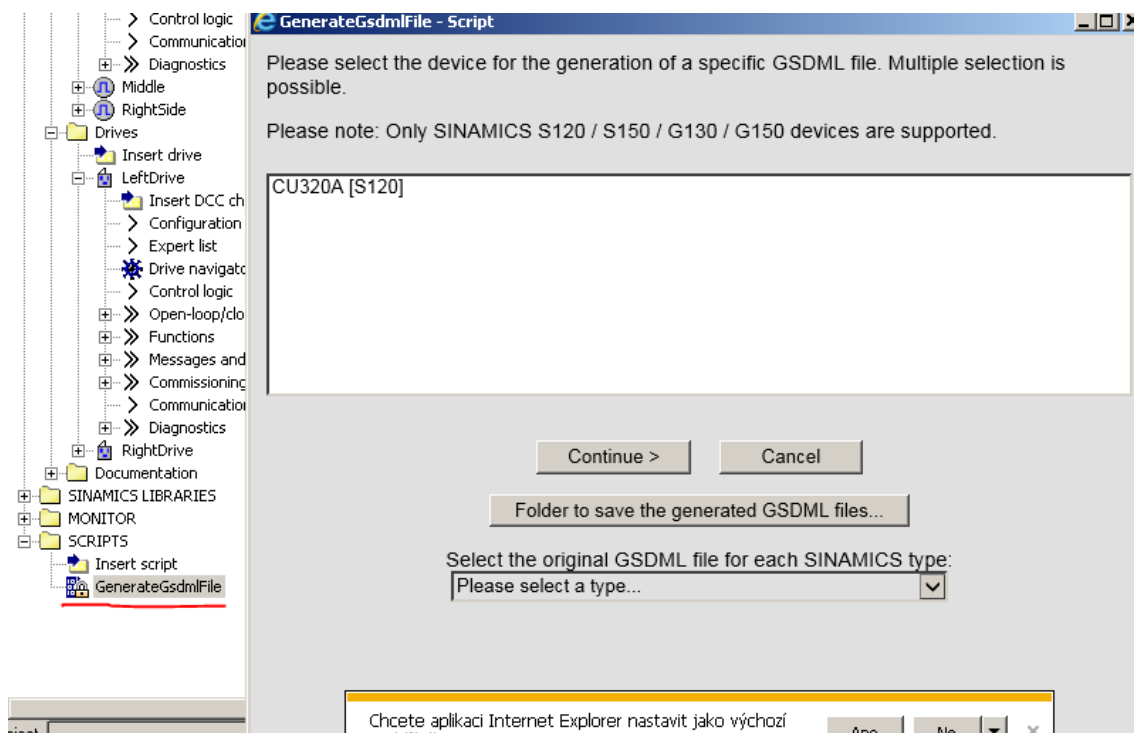 Control logic
Communication
Diagnostics
Middle
RightSide
Drives
Insert drive
LeftDrive
Insert DCC ch
Configuration
Expert list
Drive navigato
Control logic
Open-loop/clo
Functions
Messages and
Commissioning
Communication
Diagnostics
RightDrive
Documentation
SINAMICS LIBRARIES
MONITOR
SCRIPTS
Insert script
GenerateGsdmlFile
GenerateGsdmlFile - Script
Please select the device for the generation of a specific GSDML file. Multiple selection is
possible.
Please note: Only SINAMICS S120 / S150 / G130 / G150 devices are supported.
CU320A [S120]
Continue >
Cancel
Folder to save the generated GSDML files...
Select the original GSDML file for each SINAMICS type:
Please select a type...
Chcete aplikaci Internet Explorer nastavit jako výchozí
Ano
Ne